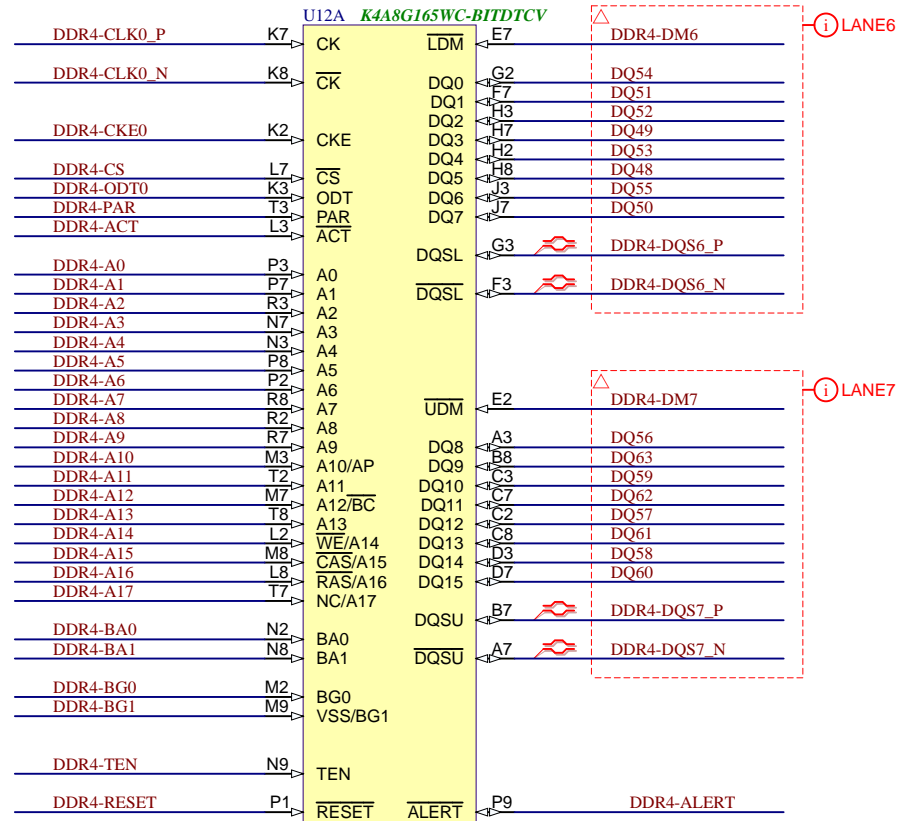 U12A K4A8G165WC-BITDTCV
DDR4-CLK0_P K7 CK LDM E7 DDR4-DM6 i LANE6
DDR4-CLK0_N K8 CK DQ0 G2 DQ54
DQ1 F7 DQ51
DQ2 H3 DQ52
DDR4-CKE0 K2 CKE DQ3 H7 DQ49
DQ4 H2 DQ53
DDR4-CS L7 CS DQ5 H8 DQ48
DDR4-ODT0 K3 ODT DQ6 J3 DQ55
DDR4-PAR T3 PAR DQ7 J7 DQ50
DDR4-ACT L3 ACT
DQSL G3 DDR4-DQS6_P
DDR4-A0 P3 A0
DDR4-A1 P7 A1 DQSL F3 DDR4-DQS6_N
DDR4-A2 R3 A2
DDR4-A3 N7 A3
DDR4-A4 N3 A4
DDR4-A5 P8 A5
DDR4-A6 P2 A6 i LANE7
DDR4-A7 R8 A7 UDM E2 DDR4-DM7
DDR4-A8 R2 A8
DDR4-A9 R7 A9 DQ8 A3 DQ56
DDR4-A10 M3 A10/AP DQ9 B8 DQ63
DDR4-A11 T2 A11 DQ10 C3 DQ59
DDR4-A12 M7 A12/BC DQ11 C7 DQ62
DDR4-A13 T8 A13 DQ12 C2 DQ57
DDR4-A14 L2 WE/A14 DQ13 C8 DQ61
DDR4-A15 M8 CAS/A15 DQ14 D3 DQ58
DDR4-A16 L8 RAS/A16 DQ15 D7 DQ60
DDR4-A17 T7 NC/A17
DQSU B7 DDR4-DQS7_P
DDR4-BA0 N2 BA0
DDR4-BA1 N8 BA1 DQSU A7 DDR4-DQS7_N
DDR4-BG0 M2 BG0
DDR4-BG1 M9 VSS/BG1
DDR4-TEN N9 TEN
DDR4-RESET P1 RESET ALERT P9 DDR4-ALERT